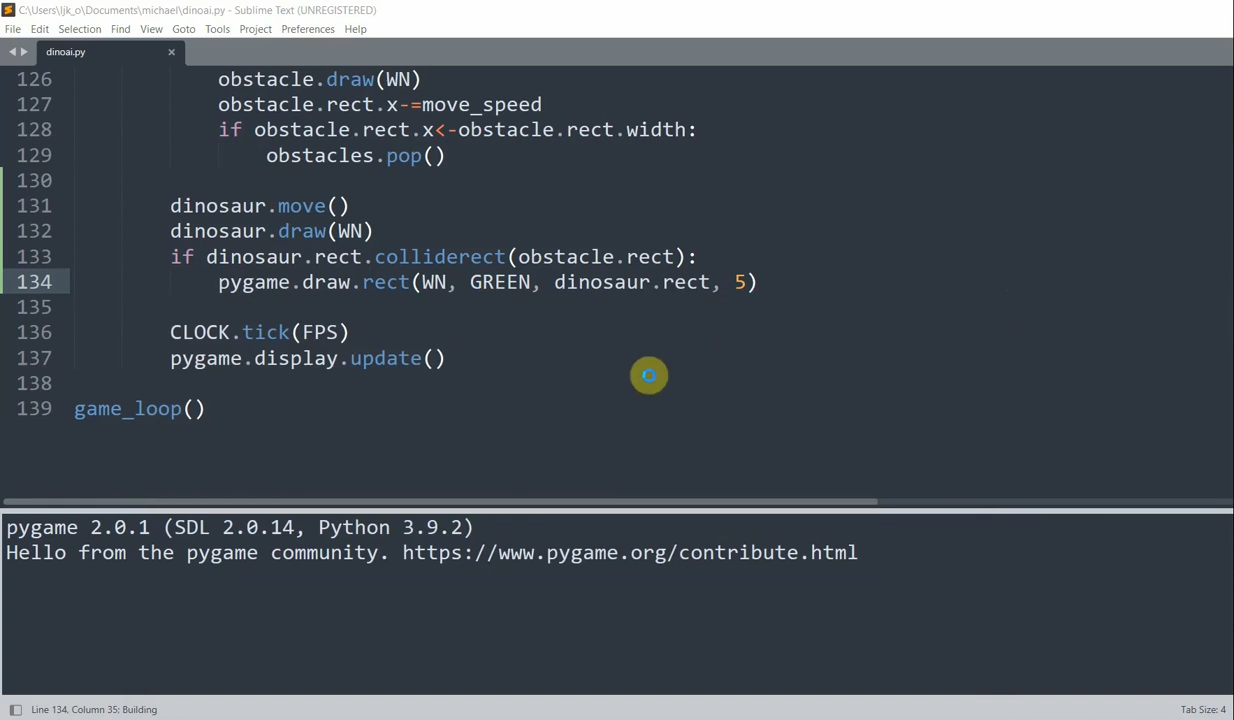 C:\Users\ljk_o\Documents\michael\dinoai.py - Sublime Text (UNREGISTERED)
File Edit Selection Find View Goto Tools Project Preferences Help
dinoai.py ×
126 obstacle.draw(WN)
127 obstacle.rect.x-=move_speed
128 if obstacle.rect.x<-obstacle.rect.width:
129 obstacles.pop()
130
131 dinosaur.move()
132 dinosaur.draw(WN)
133 if dinosaur.rect.colliderect(obstacle.rect):
134 pygame.draw.rect(WN, GREEN, dinosaur.rect, 5)
135
136 CLOCK.tick(FPS)
137 pygame.display.update()
138
139 game_loop()
pygame 2.0.1 (SDL 2.0.14, Python 3.9.2)
Hello from the pygame community. https://www.pygame.org/contribute.html
Line 134, Column 35; Building Tab Size: 4